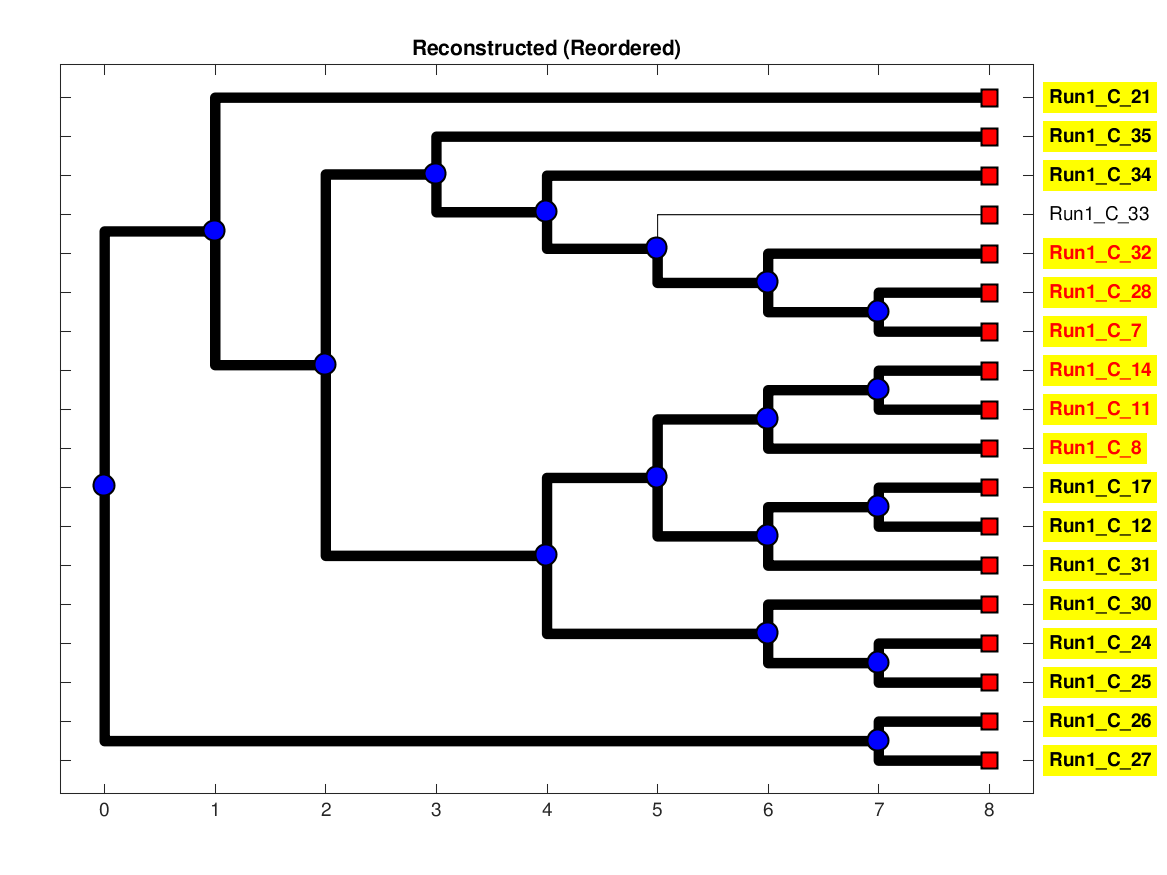 Reconstructed (Reordered)
Run1_C_21
Run1_C_35
Run1_C_34
Run1_C_33
Run1_C_32
Run1_C_28
Run1_C_7
Run1_C_14
Run1_C_11
Run1_C_8
Run1_C_17
Run1_C_12
Run1_C_31
Run1_C_30
Run1_C_24
Run1_C_25
Run1_C_26
Run1_C_27
0 1 2 3 4 5 6 7 8